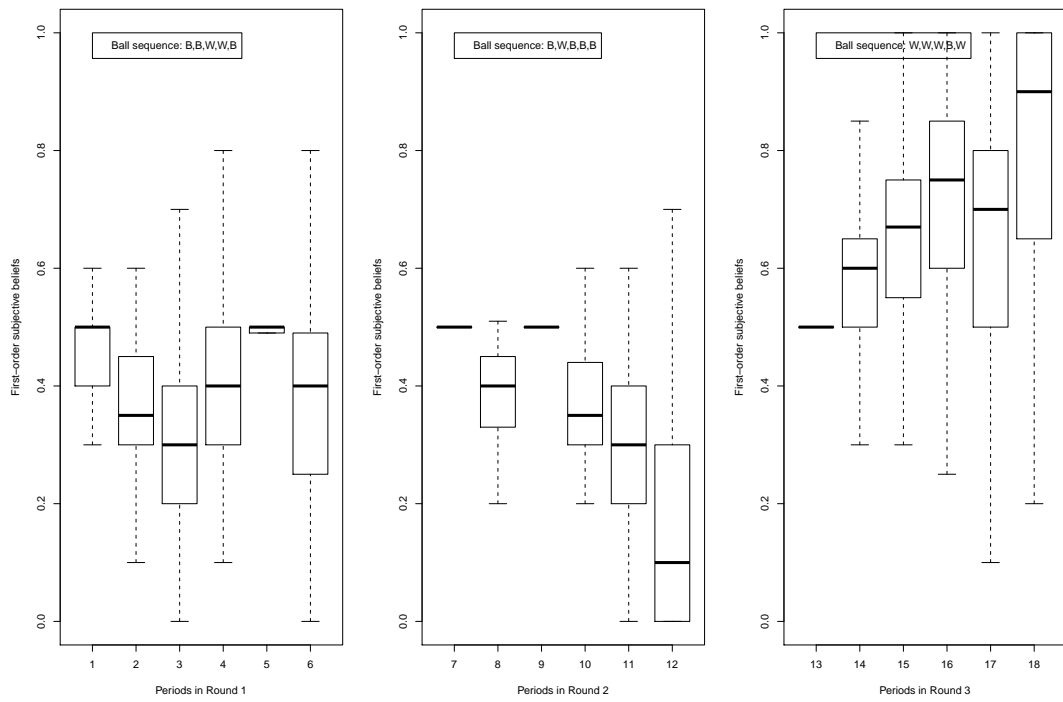 Ball sequence: B,B,W,W,B
First−order subjective beliefs
0.0 0.2 0.4 0.6 0.8 1.0
1 2 3 4 5 6
Periods in Round 1
Ball sequence: B,W,B,B,B
First−order subjective beliefs
0.0 0.2 0.4 0.6 0.8 1.0
7 8 9 10 11 12
Periods in Round 2
Ball sequence: W,W,W,B,W
First−order subjective beliefs
0.0 0.2 0.4 0.6 0.8 1.0
13 14 15 16 17 18
Periods in Round 3